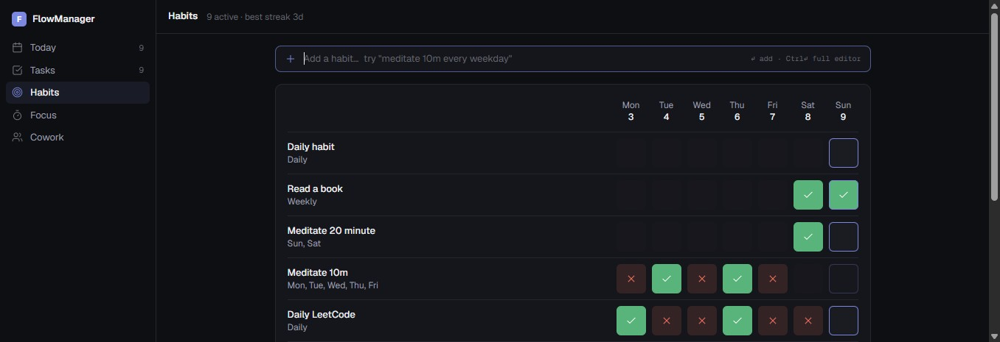 F FlowManager
Today 9
Tasks 9
Habits
Focus
Cowork
Habits 9 active · best streak 3d
Add a habit... try "meditate 10m every weekday" ↵ add · Ctrl↵ full editor
Mon Tue Wed Thu Fri Sat Sun
3 4 5 6 7 8 9
Daily habit
Daily
Read a book
Weekly
Meditate 20 minute
Sun, Sat
Meditate 10m
Mon, Tue, Wed, Thu, Fri
Daily LeetCode
Daily